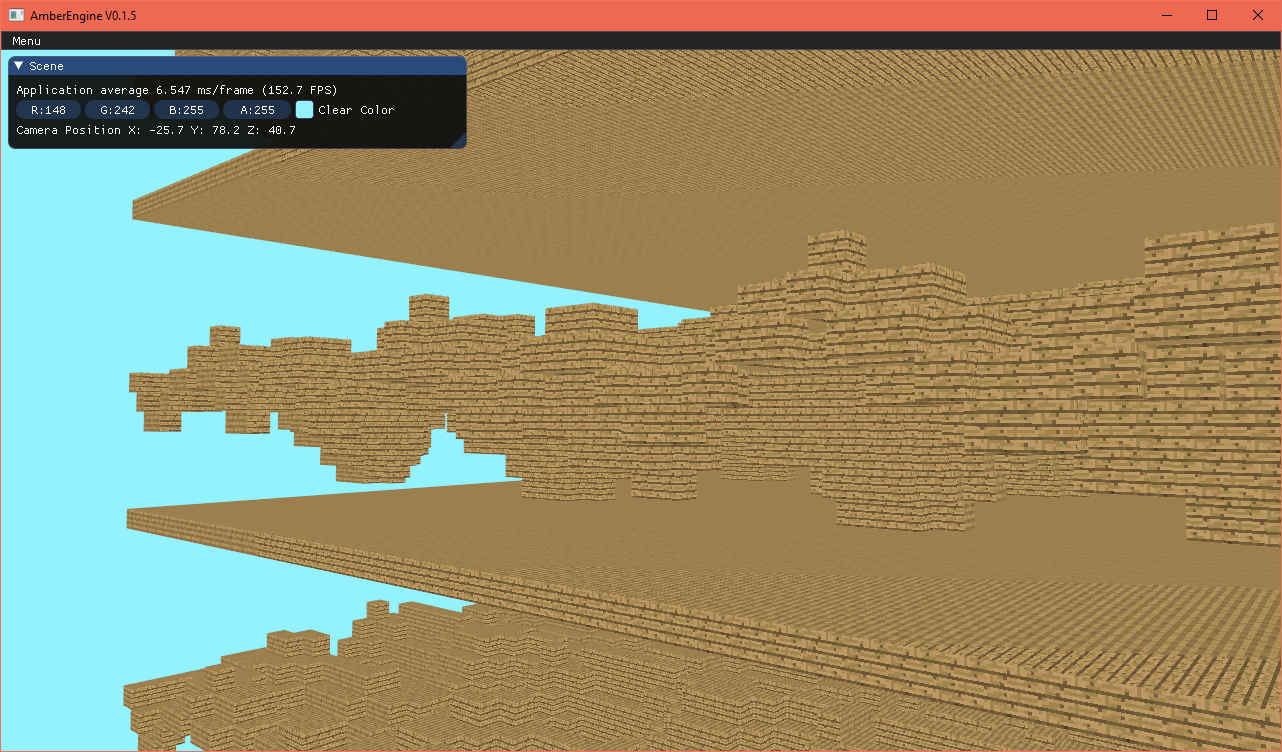 AmberEngine V0.1.5
Menu
Scene
Application average 6.547 ms/frame (152.7 FPS)
R:148 G:242 B:255 A:255 Clear Color
Camera Position X: -25.7 Y: 78.2 Z: 40.7